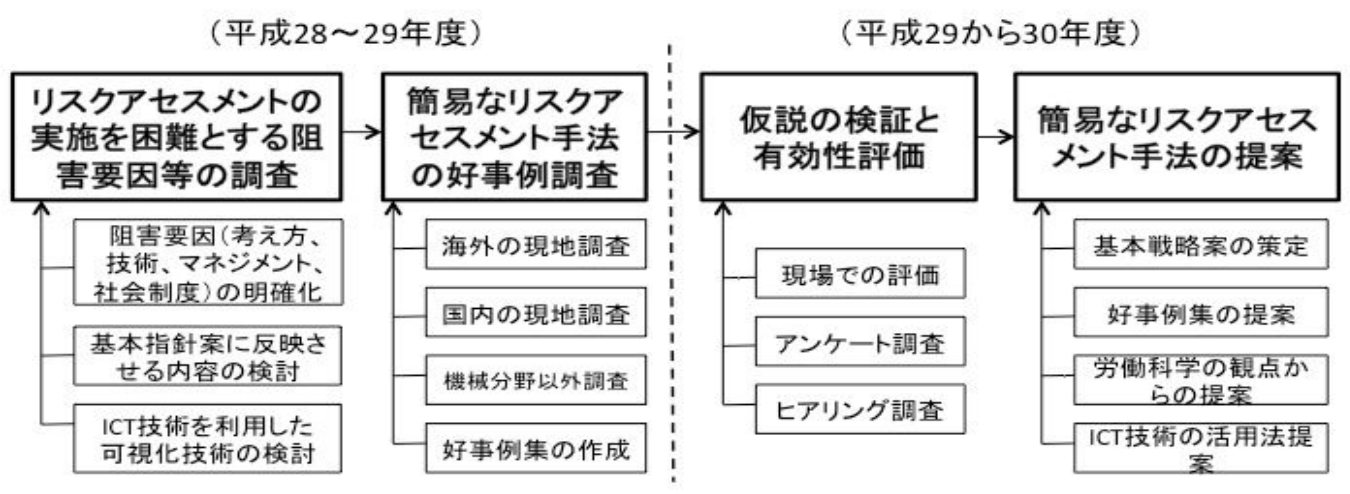 （平成28～29年度）
リスクアセスメントの
実施を困難とする阻
害要因等の調査
阻害要因（考え方、
技術、マネジメント、
社会制度）の明確化
基本指針案に反映さ
せる内容の検討
ICT技術を利用した
可視化技術の検討
簡易なリスクア
セスメント手法
の好事例調査
海外の現地調査
国内の現地調査
機械分野以外調査
好事例集の作成
（平成29から30年度）
仮説の検証と
有効性評価
現場での評価
アンケート調査
ヒアリング調査
簡易なリスクアセス
メント手法の提案
基本戦略案の策定
好事例集の提案
労働科学の観点か
らの提案
ICT技術の活用法提
案